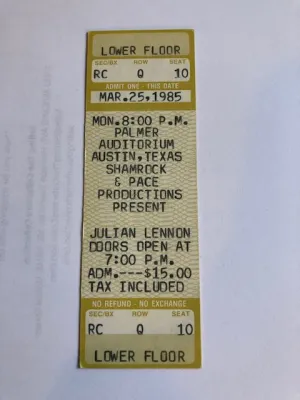 LOWER FLOOR
SEC/BX ROW SEAT
RC Q 10
ADMIT ONE - THIS DATE
MAR.25,1985
MON.8:00 P.M.
PALMER
AUDITORIUM
AUSTIN,TEXAS
SHAMROCK
& PACE
PRODUCTIONS
PRESENT
JULIAN LENNON
DOORS OPEN AT
7:00 P.M.
ADM.---$15.00
TAX INCLUDED
NO REFUND - NO EXCHANGE
SEC/BX ROW SEAT
RC Q 10
LOWER FLOOR